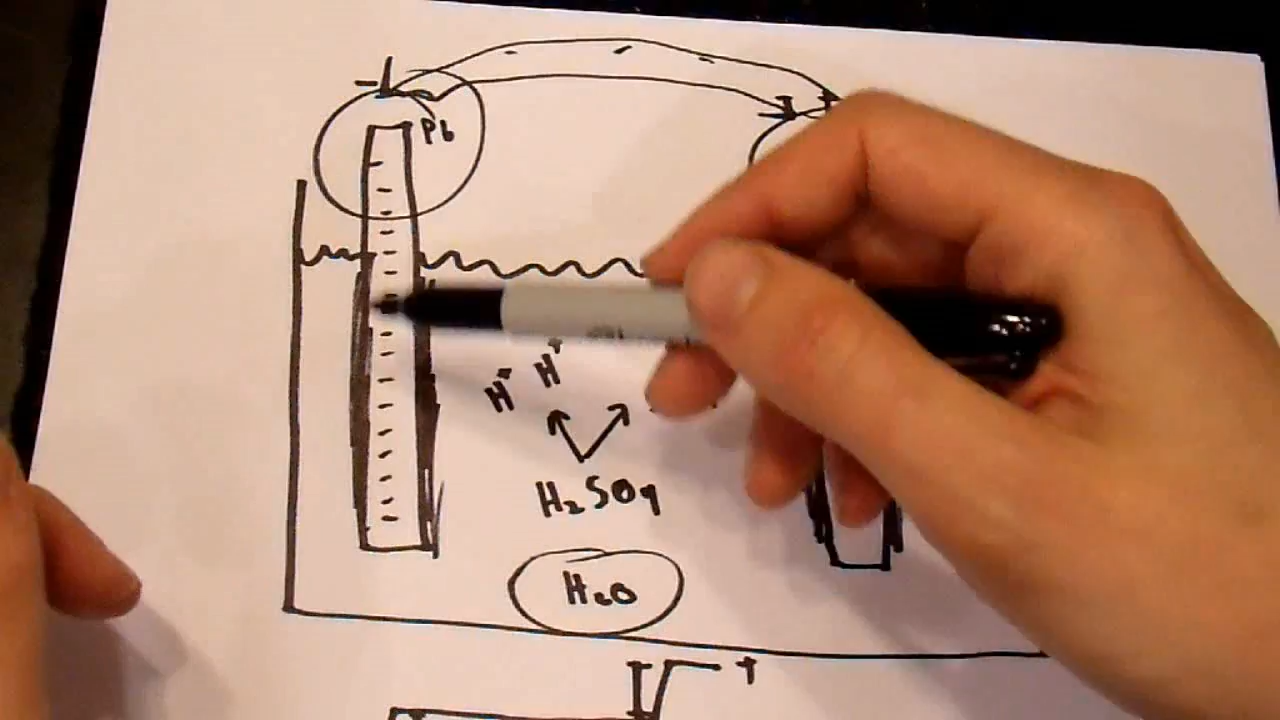 -
Pb
H⁺ H⁺
H₂SO₄
H₂O
+